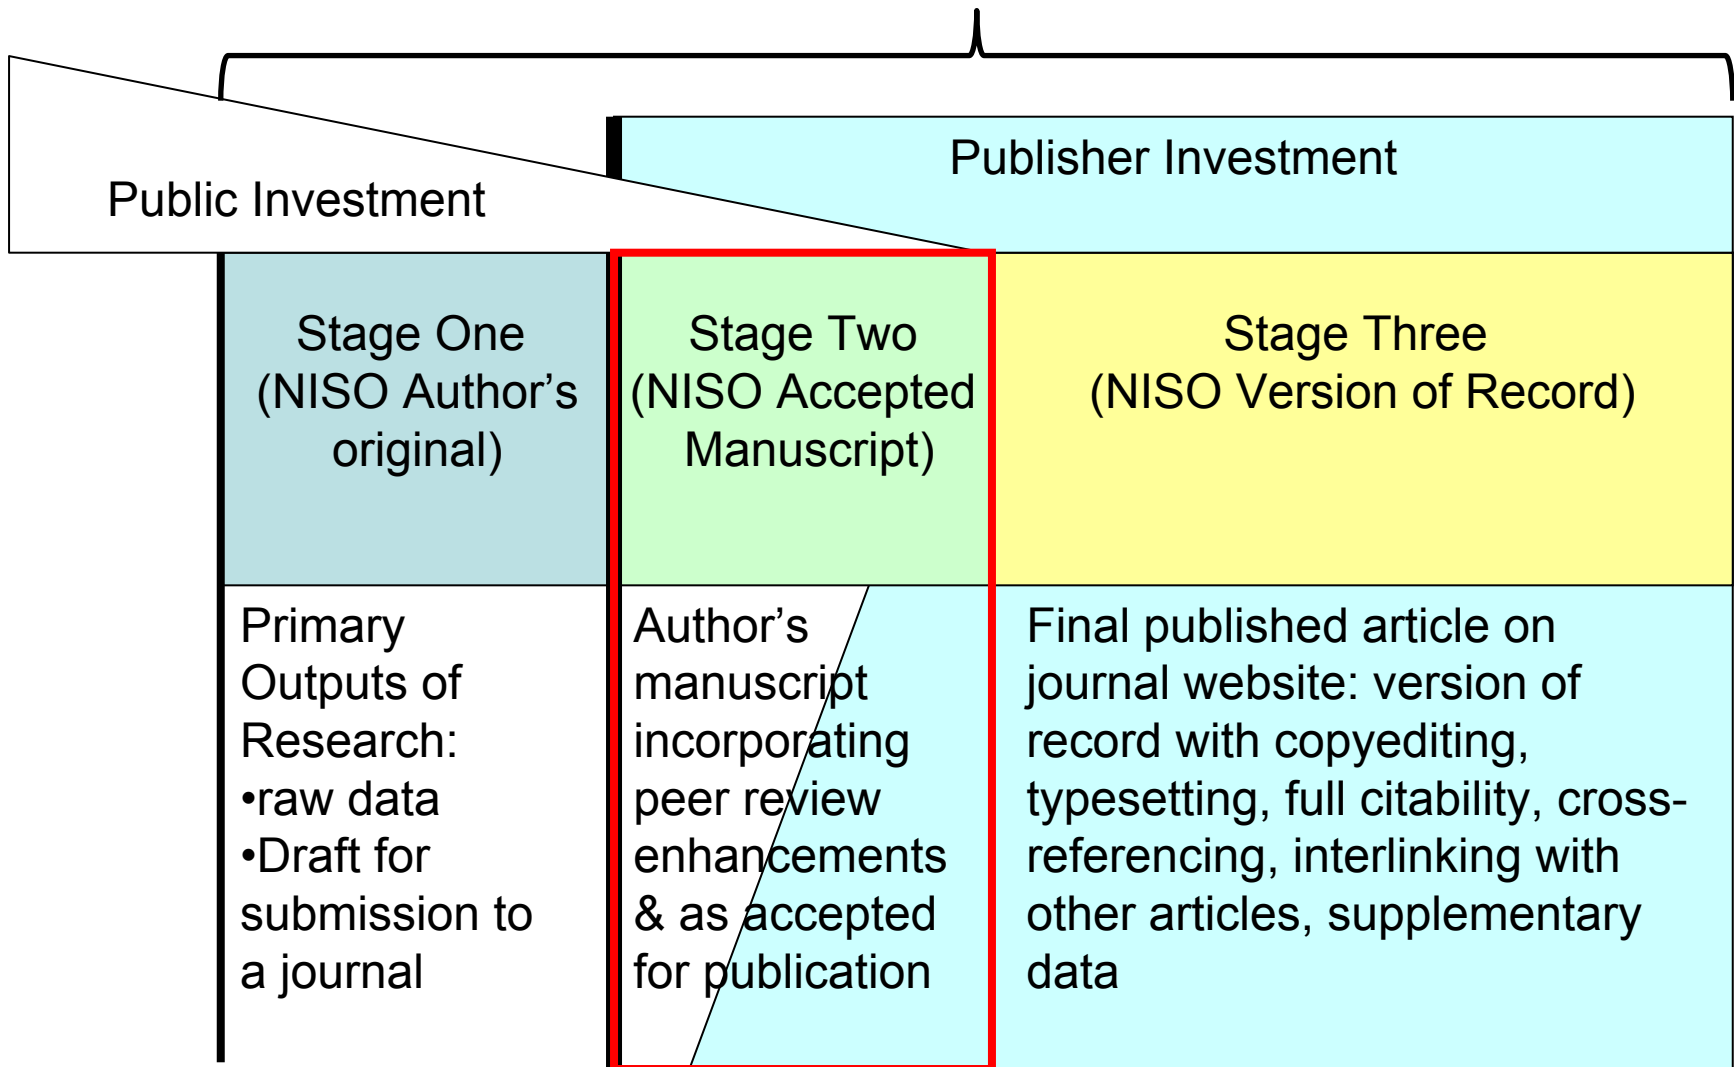 Publisher Investment
Public Investment
Stage One
(NISO Author’s
original)
Stage Two
(NISO Accepted
Manuscript)
Stage Three
(NISO Version of Record)
Primary
Outputs of
Research:
•raw data
•Draft for
submission to
a journal
Author’s
manuscript
incorporating
peer review
enhancements
& as accepted
for publication
Final published article on
journal website: version of
record with copyediting,
typesetting, full citability, cross-
referencing, interlinking with
other articles, supplementary
data